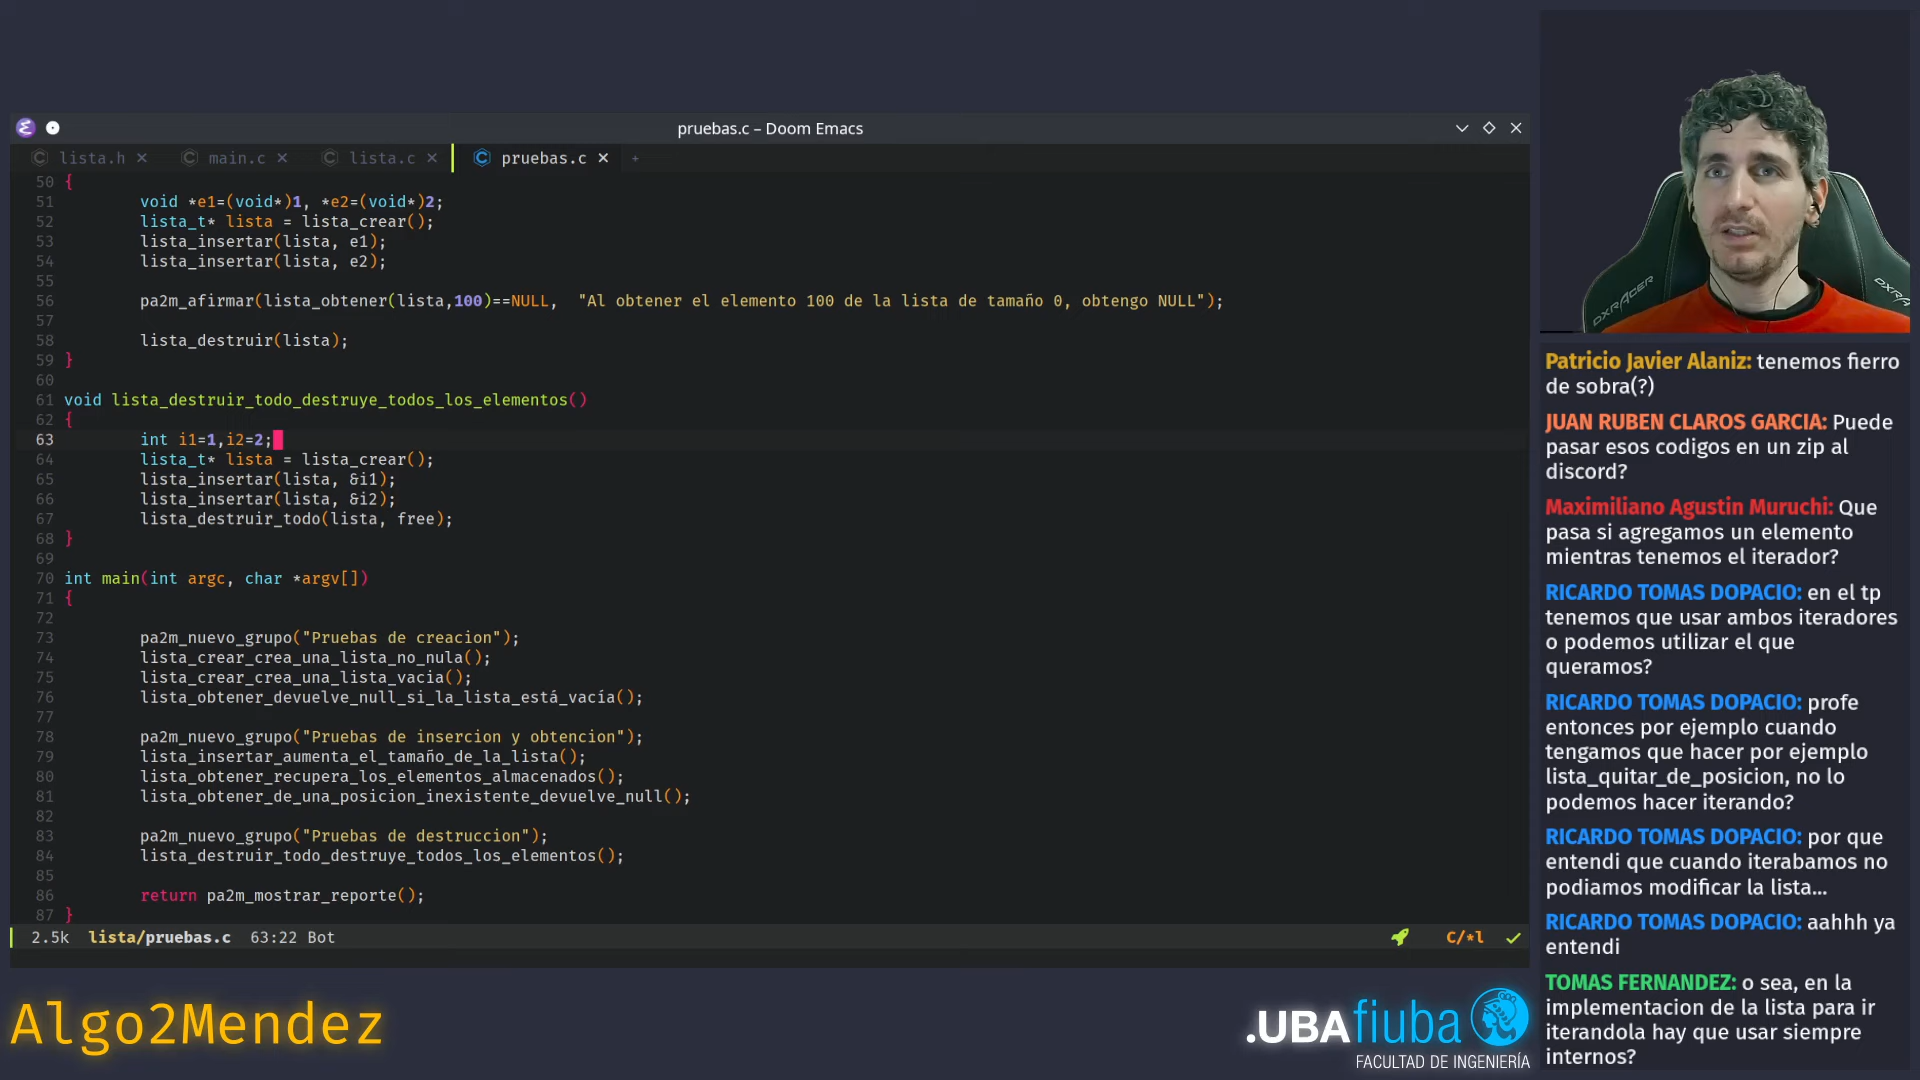 pruebas.c – Doom Emacs
lista.h
main.c
lista.c
pruebas.c
50 {
51 void *e1=(void*)1, *e2=(void*)2;
52 lista_t* lista = lista_crear();
53 lista_insertar(lista, e1);
54 lista_insertar(lista, e2);
55
56 pa2m_afirmar(lista_obtener(lista,100)==NULL,  "Al obtener el elemento 100 de la lista de tamaño 0, obtengo NULL");
57
58 lista_destruir(lista);
59 }
60
61 void lista_destruir_todo_destruye_todos_los_elementos()
62 {
63 int i1=1,i2=2;
64 lista_t* lista = lista_crear();
65 lista_insertar(lista, &i1);
66 lista_insertar(lista, &i2);
67 lista_destruir_todo(lista, free);
68 }
69
70 int main(int argc, char *argv[])
71 {
72
73 pa2m_nuevo_grupo("Pruebas de creacion");
74 lista_crear_crea_una_lista_no_nula();
75 lista_crear_crea_una_lista_vacia();
76 lista_obtener_devuelve_null_si_la_lista_está_vacía();
77
78 pa2m_nuevo_grupo("Pruebas de insercion y obtencion");
79 lista_insertar_aumenta_el_tamaño_de_la_lista();
80 lista_obtener_recupera_los_elementos_almacenados();
81 lista_obtener_de_una_posicion_inexistente_devuelve_null();
82
83 pa2m_nuevo_grupo("Pruebas de destruccion");
84 lista_destruir_todo_destruye_todos_los_elementos();
85
86 return pa2m_mostrar_reporte();
87 }
2.5k lista/pruebas.c 63:22 Bot
C/*l
DXRACER
Patricio Javier Alaniz: tenemos fierro
de sobra(?)
JUAN RUBEN CLAROS GARCIA: Puede
pasar esos codigos en un zip al
discord?
Maximiliano Agustin Muruchi: Que
pasa si agregamos un elemento
mientras tenemos el iterador?
RICARDO TOMAS DOPACIO: en el tp
tenemos que usar ambos iteradores
o podemos utilizar el que
queramos?
RICARDO TOMAS DOPACIO: profe
entonces por ejemplo cuando
tengamos que hacer por ejemplo
lista_quitar_de_posicion, no lo
podemos hacer iterando?
RICARDO TOMAS DOPACIO: por que
entendi que cuando iterabamos no
podiamos modificar la lista...
RICARDO TOMAS DOPACIO: aahhh ya
entendi
TOMAS FERNANDEZ: o sea, en la
implementacion de la lista para ir
iterandola hay que usar siempre
internos?
Algo2Mendez
.UBAfiuba
FACULTAD DE INGENIERÍA